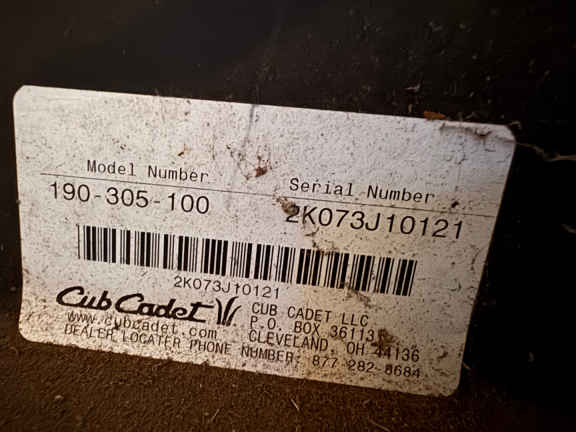 Model Number Serial Number
190-305-100 2K073J10121
2K073J10121
Cub Cadet
CUB CADET LLC
www.cubcadet.com P.O. BOX 361131
CLEVELAND, OH 44136
DEALER LOCATER PHONE NUMBER: 877-282-8684